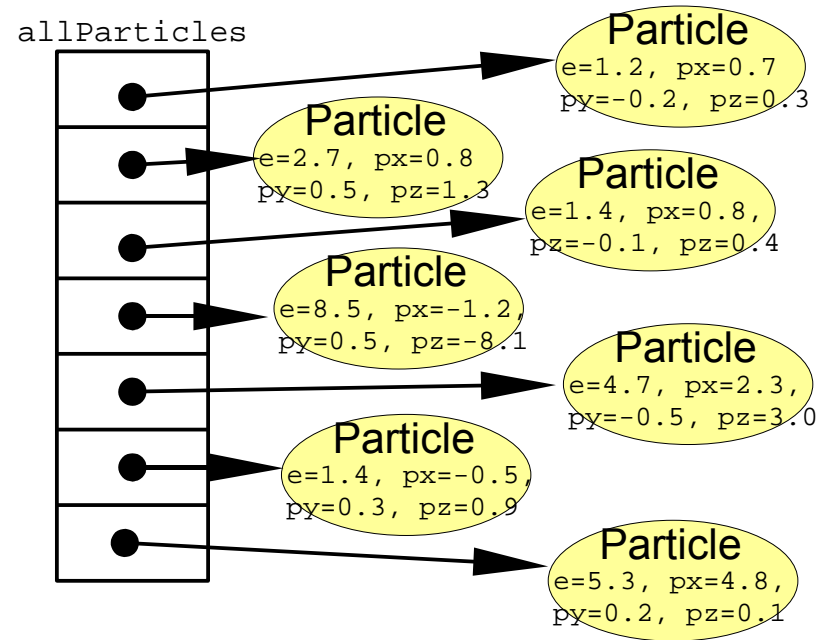 allParticles
Particle
e=1.2, px=0.7
py=-0.2, pz=0.3
Particle
e=2.7, px=0.8
py=0.5, pz=1.3
Particle
e=1.4, px=0.8,
pz=-0.1, pz=0.4
Particle
e=8.5, px=-1.2,
py=0.5, pz=-8.1
Particle
e=4.7, px=2.3,
py=-0.5, pz=3.0
Particle
e=1.4, px=-0.5,
py=0.3, pz=0.9
Particle
e=5.3, px=4.8,
py=0.2, pz=0.1